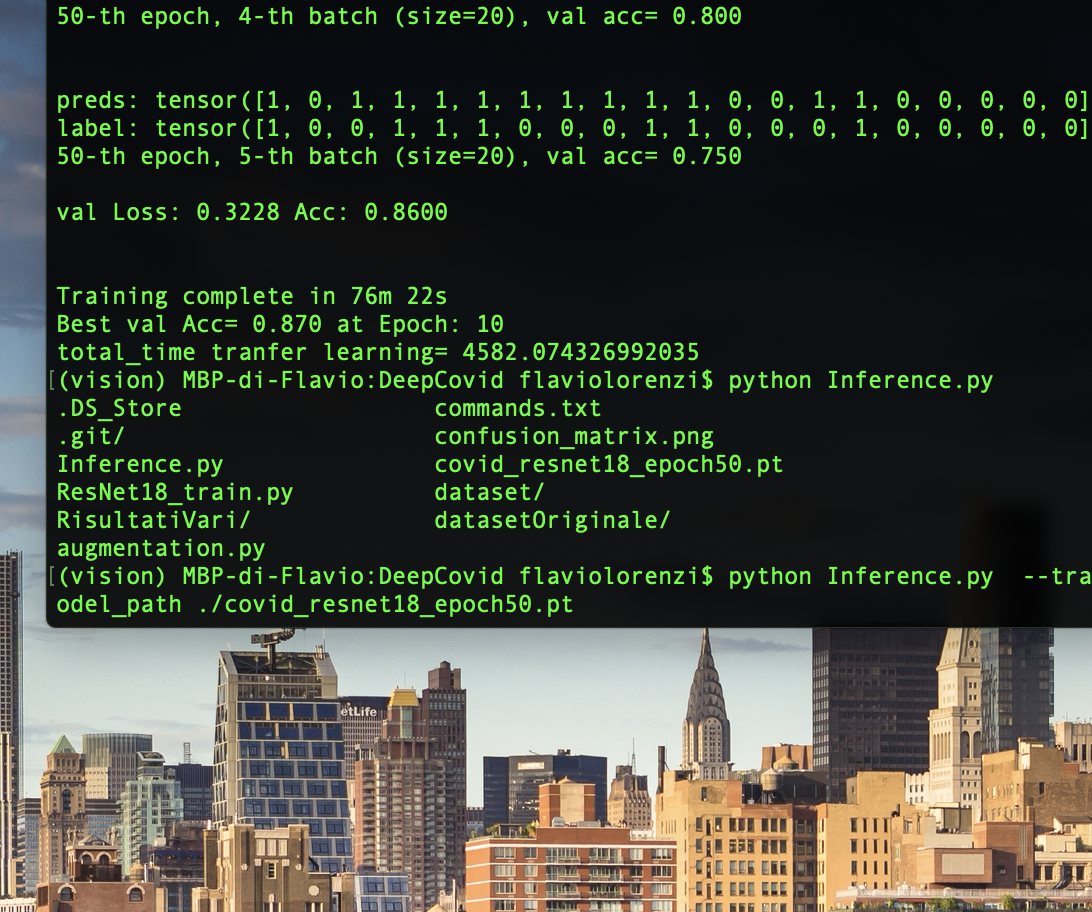 50-th epoch, 4-th batch (size=20), val acc= 0.800
preds: tensor([1, 0, 1, 1, 1, 1, 1, 1, 1, 1, 1, 0, 0, 1, 1, 0, 0, 0, 0, 0]
label: tensor([1, 0, 0, 1, 1, 1, 0, 0, 0, 1, 1, 0, 0, 0, 1, 0, 0, 0, 0, 0]
50-th epoch, 5-th batch (size=20), val acc= 0.750
val Loss: 0.3228 Acc: 0.8600
Training complete in 76m 22s
Best val Acc= 0.870 at Epoch: 10
total_time tranfer learning= 4582.074326992035
[(vision) MBP-di-Flavio:DeepCovid flaviolorenzi$ python Inference.py
.DS_Store commands.txt
.git/ confusion_matrix.png
Inference.py covid_resnet18_epoch50.pt
ResNet18_train.py dataset/
RisultatiVari/ datasetOriginale/
augmentation.py
[(vision) MBP-di-Flavio:DeepCovid flaviolorenzi$ python Inference.py --tra
odel_path ./covid_resnet18_epoch50.pt
etLife